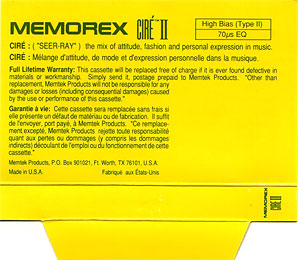 MEMOREX CIRÉ™ II
High Bias (Type II)
70µs EQ
CIRÉ : ( "SEER-RAY" ) the mix of attitude, fashion and personal expression in music.
CIRÉ : Mélange d'attitude, de mode et d'expression personnelle dans la musique.
Full Lifetime Warranty: This cassette will be replaced free of charge if it is ever found defective in
materials or workmanship. Simply send it, postage prepaid to Memtek Products. "Other than
replacement, Memtek Products will not be responsible for any
damages or losses (including consequential damages) caused
by the use or performance of this cassette."
Garantie à vie: Cette cassette sera remplacée sans frais si
elle présente un défaut de matériau ou de fabrication. Il suffit
de l'envoyer, port payé, à Memtek Products. "Ce remplace-
ment excepté, Memtek Products rejette toute responsabilité
quant aux pertes ou dommages (y compris les dommages
indirects) découlant de l'emploi ou du fonctionnement de cette
cassette."
Memtek Products, P.O. Box 901021, Ft. Worth, TX 76101, U.S.A.
Made in U.S.A. Fabriqué aux États-Unis
MEMOREX
CIRÉ II